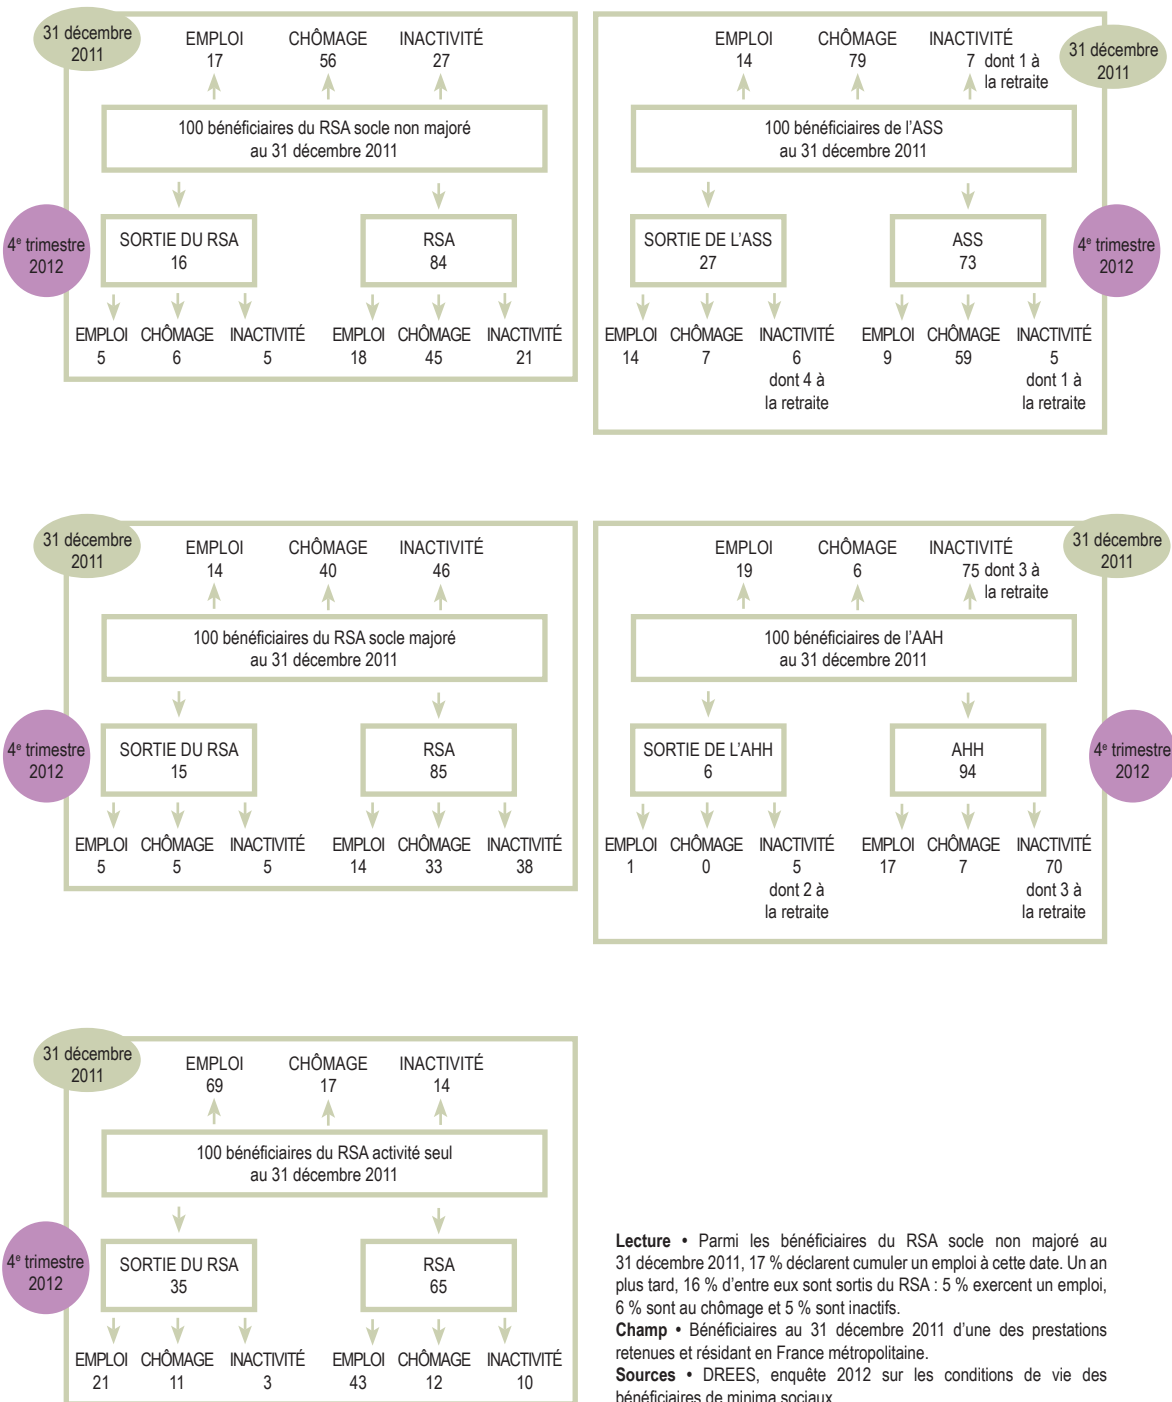 31 décembre
2011
EMPLOI CHÔMAGE INACTIVITÉ
17 56 27
100 bénéficiaires du RSA socle non majoré
au 31 décembre 2011
4e trimestre
2012
SORTIE DU RSA
16
RSA
84
EMPLOI CHÔMAGE INACTIVITÉ EMPLOI CHÔMAGE INACTIVITÉ
5 6 5 18 45 21
31 décembre
2011
EMPLOI CHÔMAGE INACTIVITÉ
14 79 7 dont 1 à
la retraite
100 bénéficiaires de l'ASS
au 31 décembre 2011
4e trimestre
2012
SORTIE DE L'ASS
27
ASS
73
EMPLOI CHÔMAGE INACTIVITÉ EMPLOI CHÔMAGE INACTIVITÉ
14 7 6 9 59 5
dont 4 à dont 1 à
la retraite la retraite
31 décembre
2011
EMPLOI CHÔMAGE INACTIVITÉ
14 40 46
100 bénéficiaires du RSA socle majoré
au 31 décembre 2011
4e trimestre
2012
SORTIE DU RSA
15
RSA
85
EMPLOI CHÔMAGE INACTIVITÉ EMPLOI CHÔMAGE INACTIVITÉ
5 5 5 14 33 38
31 décembre
2011
EMPLOI CHÔMAGE INACTIVITÉ
19 6 75 dont 3 à
la retraite
100 bénéficiaires de l'AAH
au 31 décembre 2011
4e trimestre
2012
SORTIE DE L'AHH
6
AHH
94
EMPLOI CHÔMAGE INACTIVITÉ EMPLOI CHÔMAGE INACTIVITÉ
1 0 5 17 7 70
dont 2 à dont 3 à
la retraite la retraite
31 décembre
2011
EMPLOI CHÔMAGE INACTIVITÉ
69 17 14
100 bénéficiaires du RSA activité seul
au 31 décembre 2011
4e trimestre
2012
SORTIE DU RSA
35
RSA
65
EMPLOI CHÔMAGE INACTIVITÉ EMPLOI CHÔMAGE INACTIVITÉ
21 11 3 43 12 10
Lecture • Parmi les bénéficiaires du RSA socle non majoré au
31 décembre 2011, 17 % déclarent cumuler un emploi à cette date. Un an
plus tard, 16 % d'entre eux sont sortis du RSA : 5 % exercent un emploi,
6 % sont au chômage et 5 % sont inactifs.
Champ • Bénéficiaires au 31 décembre 2011 d'une des prestations
retenues et résidant en France métropolitaine.
Sources • DREES, enquête 2012 sur les conditions de vie des
bénéficiaires de minima sociaux